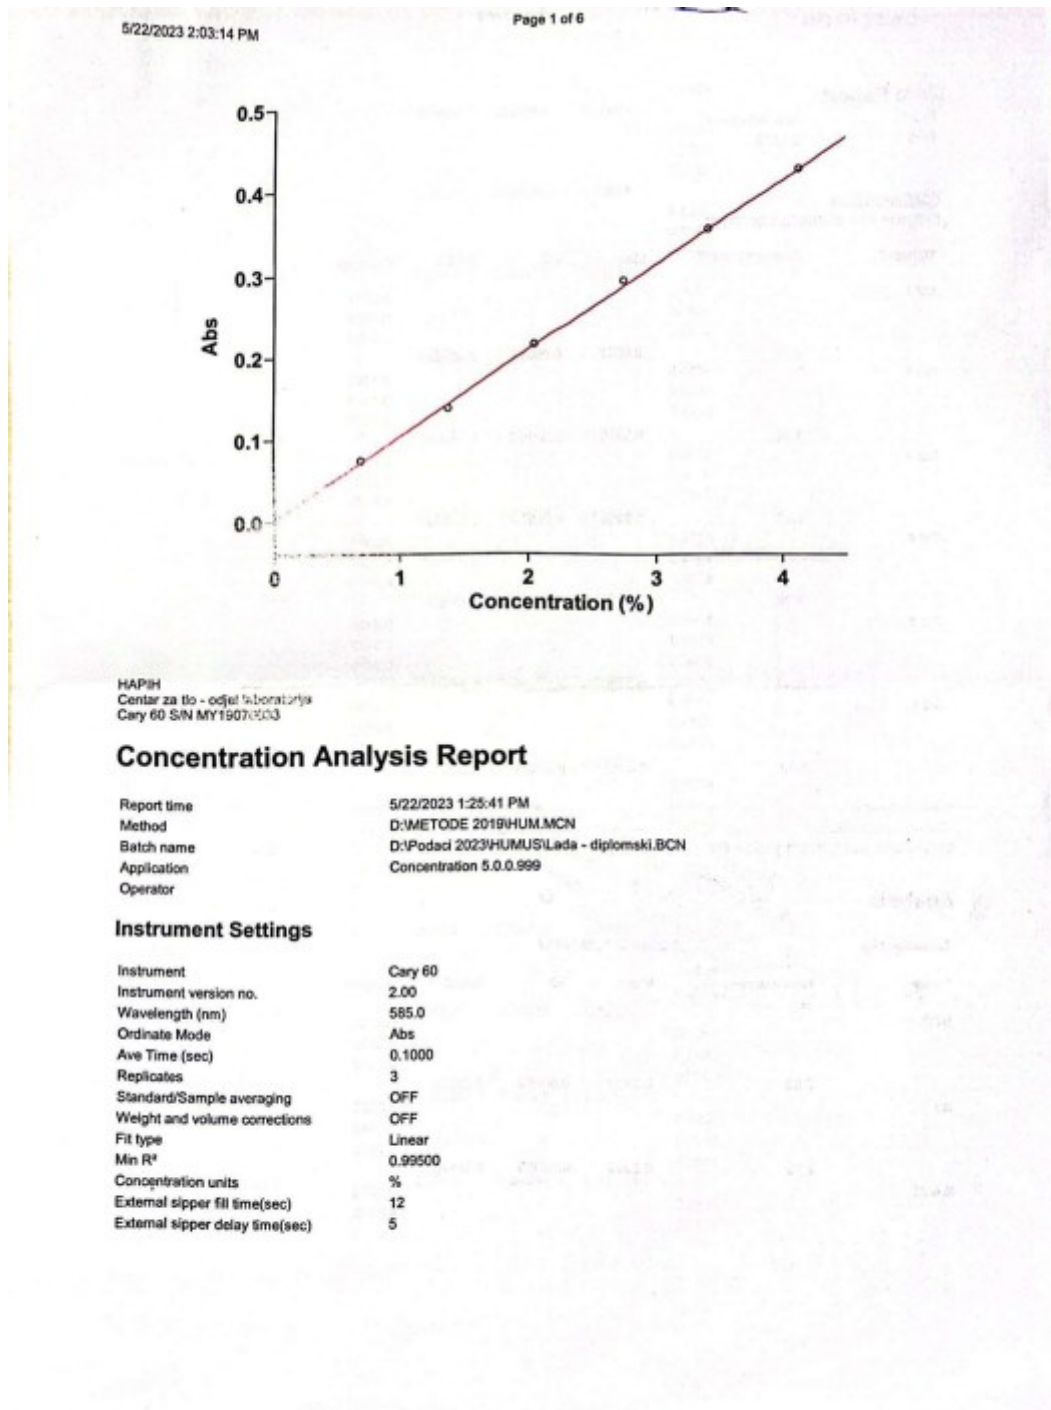 5/22/2023 2:03:14 PM
Page 1 of 6
0.5
0.4
0.3
0.2
0.1
0.0
Abs
0 1 2 3 4
Concentration (%)
HAPIH
Centar za tlo - odjel laboratorija
Cary 60 S/N
Concentration Analysis Report
Report time 5/22/2023 1:25:41 PM
Method D:\METODE 2019\HUM.MCN
Batch name D:\Podaci 2023\HUMUS\Lada - diplomski.BCN
Application Concentration 5.0.0.999
Operator
Instrument Settings
Instrument Cary 60
Instrument version no. 2.00
Wavelength (nm) 585.0
Ordinate Mode Abs
Ave Time (sec) 0.1000
Replicates 3
Standard/Sample averaging OFF
Weight and volume corrections OFF
Fit type Linear
Min R² 0.99500
Concentration units %
External sipper fill time(sec) 12
External sipper delay time(sec) 5